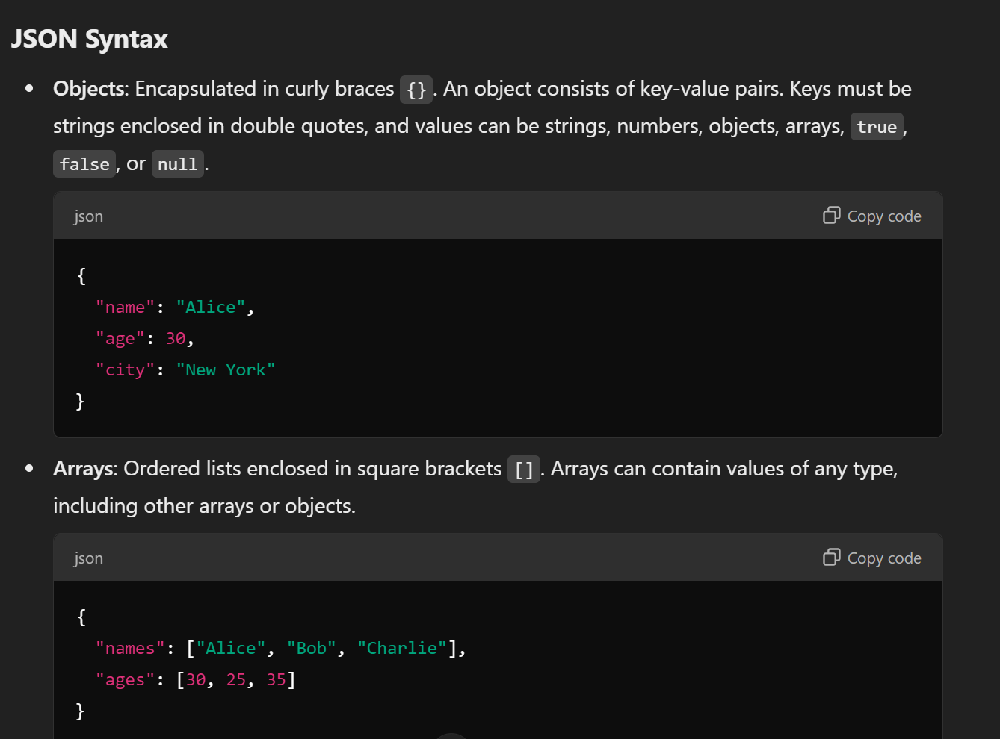 JSON Syntax
• Objects: Encapsulated in curly braces {}. An object consists of key-value pairs. Keys must be
strings enclosed in double quotes, and values can be strings, numbers, objects, arrays, true,
false, or null.
json Copy code
{
  "name": "Alice",
  "age": 30,
  "city": "New York"
}
• Arrays: Ordered lists enclosed in square brackets []. Arrays can contain values of any type,
including other arrays or objects.
json Copy code
{
  "names": ["Alice", "Bob", "Charlie"],
  "ages": [30, 25, 35]
}